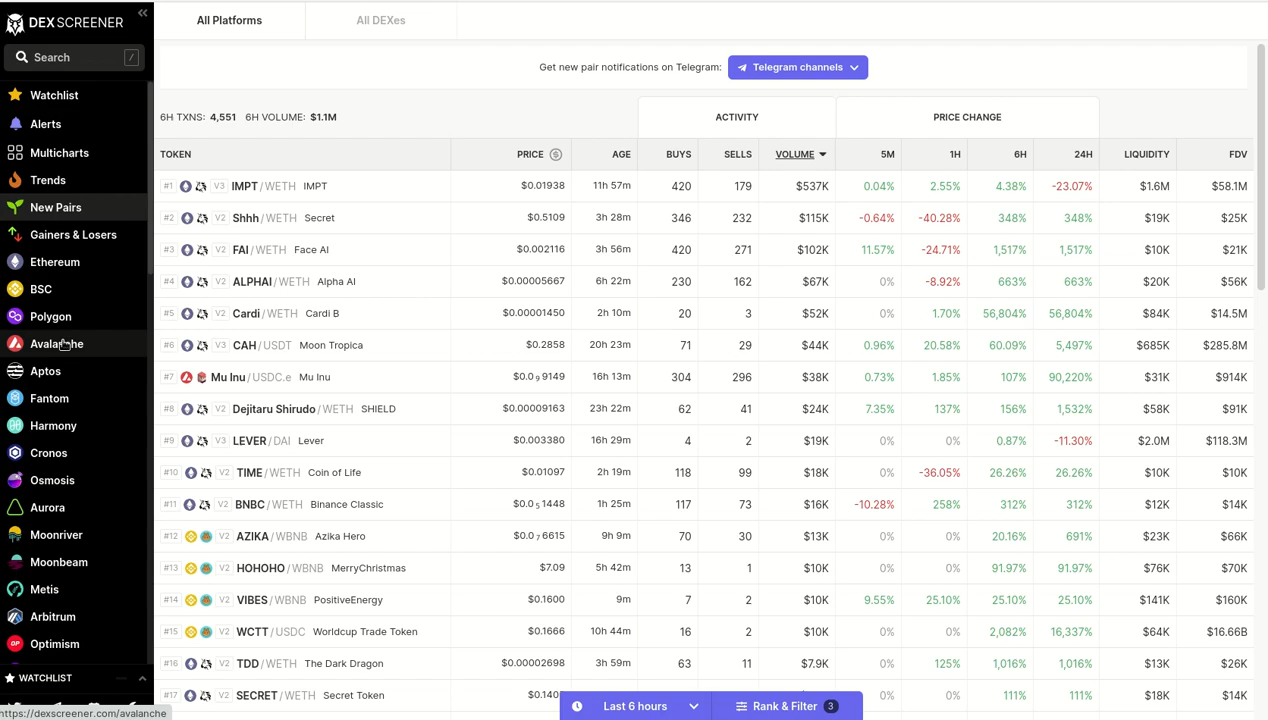 DEX SCREENER
Search /
Watchlist
Alerts
Multicharts
Trends
New Pairs
Gainers & Losers
Ethereum
BSC
Polygon
Avalanche
Aptos
Fantom
Harmony
Cronos
Osmosis
Aurora
Moonriver
Moonbeam
Metis
Arbitrum
Optimism
WATCHLIST
https://dexscreener.com/avalanche
All Platforms All DEXes
Get new pair notifications on Telegram: Telegram channels
6H TXNS: 4,551 6H VOLUME: $1.1M ACTIVITY PRICE CHANGE
TOKEN PRICE AGE BUYS SELLS VOLUME 5M 1H 6H 24H LIQUIDITY FDV
#1 V3 IMPT/WETH IMPT $0.01938 11h 57m 420 179 $537K 0.04% 2.55% 4.38% -23.07% $1.6M $58.1M
#2 V2 Shhh/WETH Secret $0.5109 3h 28m 346 232 $115K -0.64% -40.28% 348% 348% $19K $25K
#3 V2 FAI/WETH Face AI $0.002116 3h 56m 420 271 $102K 11.57% -24.71% 1,517% 1,517% $10K $21K
#4 V2 ALPHAI/WETH Alpha AI $0.00005667 6h 22m 230 162 $67K 0% -8.92% 663% 663% $20K $56K
#5 V2 Cardi/WETH Cardi B $0.00001450 2h 10m 20 3 $52K 0% 1.70% 56,804% 56,804% $84K $14.5M
#6 V3 CAH/USDT Moon Tropica $0.2858 20h 23m 71 29 $44K 0.96% 20.58% 60.09% 5,497% $685K $285.8M
#7 Mu Inu/USDC.e Mu Inu $0.0₉9149 16h 13m 304 296 $38K 0.73% 1.85% 107% 90,220% $31K $914K
#8 V2 Dejitaru Shirudo/WETH SHIELD $0.00009163 23h 22m 62 41 $24K 7.35% 137% 156% 1,532% $58K $91K
#9 V3 LEVER/DAI Lever $0.003380 16h 29m 4 2 $19K 0% 0% 0.87% -11.30% $2.0M $118.3M
#10 V2 TIME/WETH Coin of Life $0.01097 2h 19m 118 99 $18K 0% -36.05% 26.26% 26.26% $10K $10K
#11 V2 BNBC/WETH Binance Classic $0.0₅1448 1h 25m 117 73 $16K -10.28% 258% 312% 312% $12K $14K
#12 V2 AZIKA/WBNB Azika Hero $0.0₇6615 9h 9m 70 30 $13K 0% 0% 20.16% 691% $23K $66K
#13 V2 HOHOHO/WBNB MerryChristmas $7.09 5h 42m 13 1 $10K 0% 0% 91.97% 91.97% $76K $70K
#14 V2 VIBES/WBNB PositiveEnergy $0.1600 9m 7 2 $10K 9.55% 25.10% 25.10% 25.10% $141K $160K
#15 V2 WCTT/USDC Worldcup Trade Token $0.1666 10h 44m 16 2 $10K 0% 0% 2,082% 16,337% $64K $16.66B
#16 V2 TDD/WETH The Dark Dragon $0.00002698 3h 59m 63 11 $7.9K 0% 125% 1,016% 1,016% $13K $26K
#17 V2 SECRET/WETH Secret Token 0% 0% 111% 111% $18K $14K
Last 6 hours Rank & Filter 3